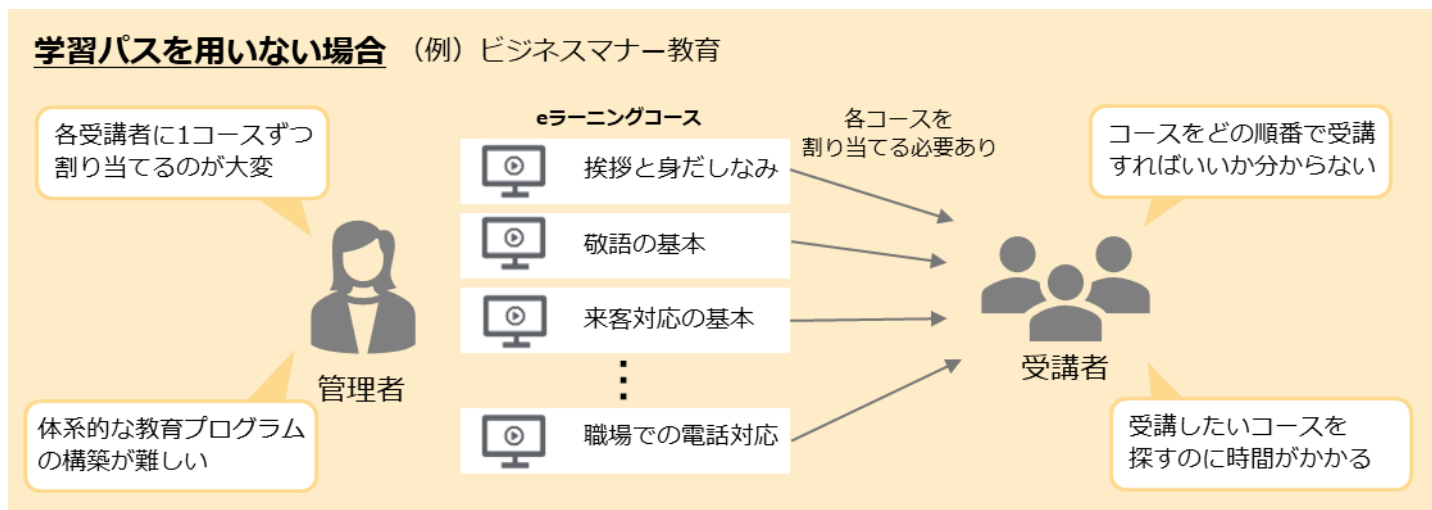 学習パスを用いない場合 （例）ビジネスマナー教育
各受講者に1コースずつ
割り当てるのが大変
管理者
体系的な教育プログラム
の構築が難しい
eラーニングコース
挨拶と身だしなみ
敬語の基本
来客対応の基本
職場での電話対応
各コースを
割り当てる必要あり
コースをどの順番で受講
すればいいか分からない
受講者
受講したいコースを
探すのに時間がかかる